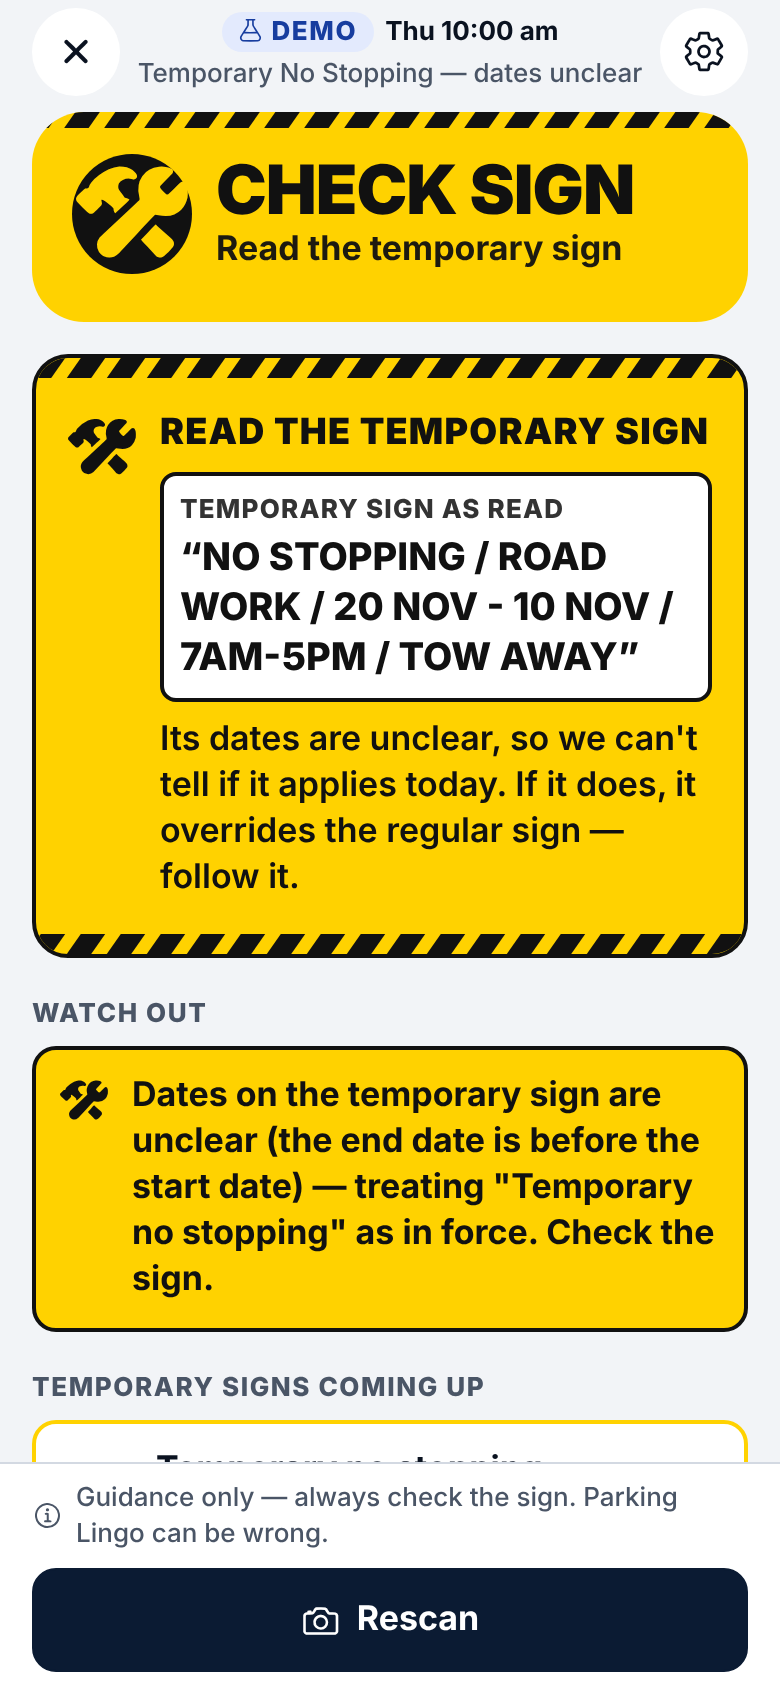 DEMO Thu 10:00 am
Temporary No Stopping — dates unclear
CHECK SIGN
Read the temporary sign
READ THE TEMPORARY SIGN
TEMPORARY SIGN AS READ
“NO STOPPING / ROAD
WORK / 20 NOV - 10 NOV /
7AM-5PM / TOW AWAY”
Its dates are unclear, so we can't
tell if it applies today. If it does, it
overrides the regular sign —
follow it.
WATCH OUT
Dates on the temporary sign are
unclear (the end date is before the
start date) — treating "Temporary
no stopping" as in force. Check the
sign.
TEMPORARY SIGNS COMING UP
Temporary no stopping
Guidance only — always check the sign. Parking
Lingo can be wrong.
Rescan